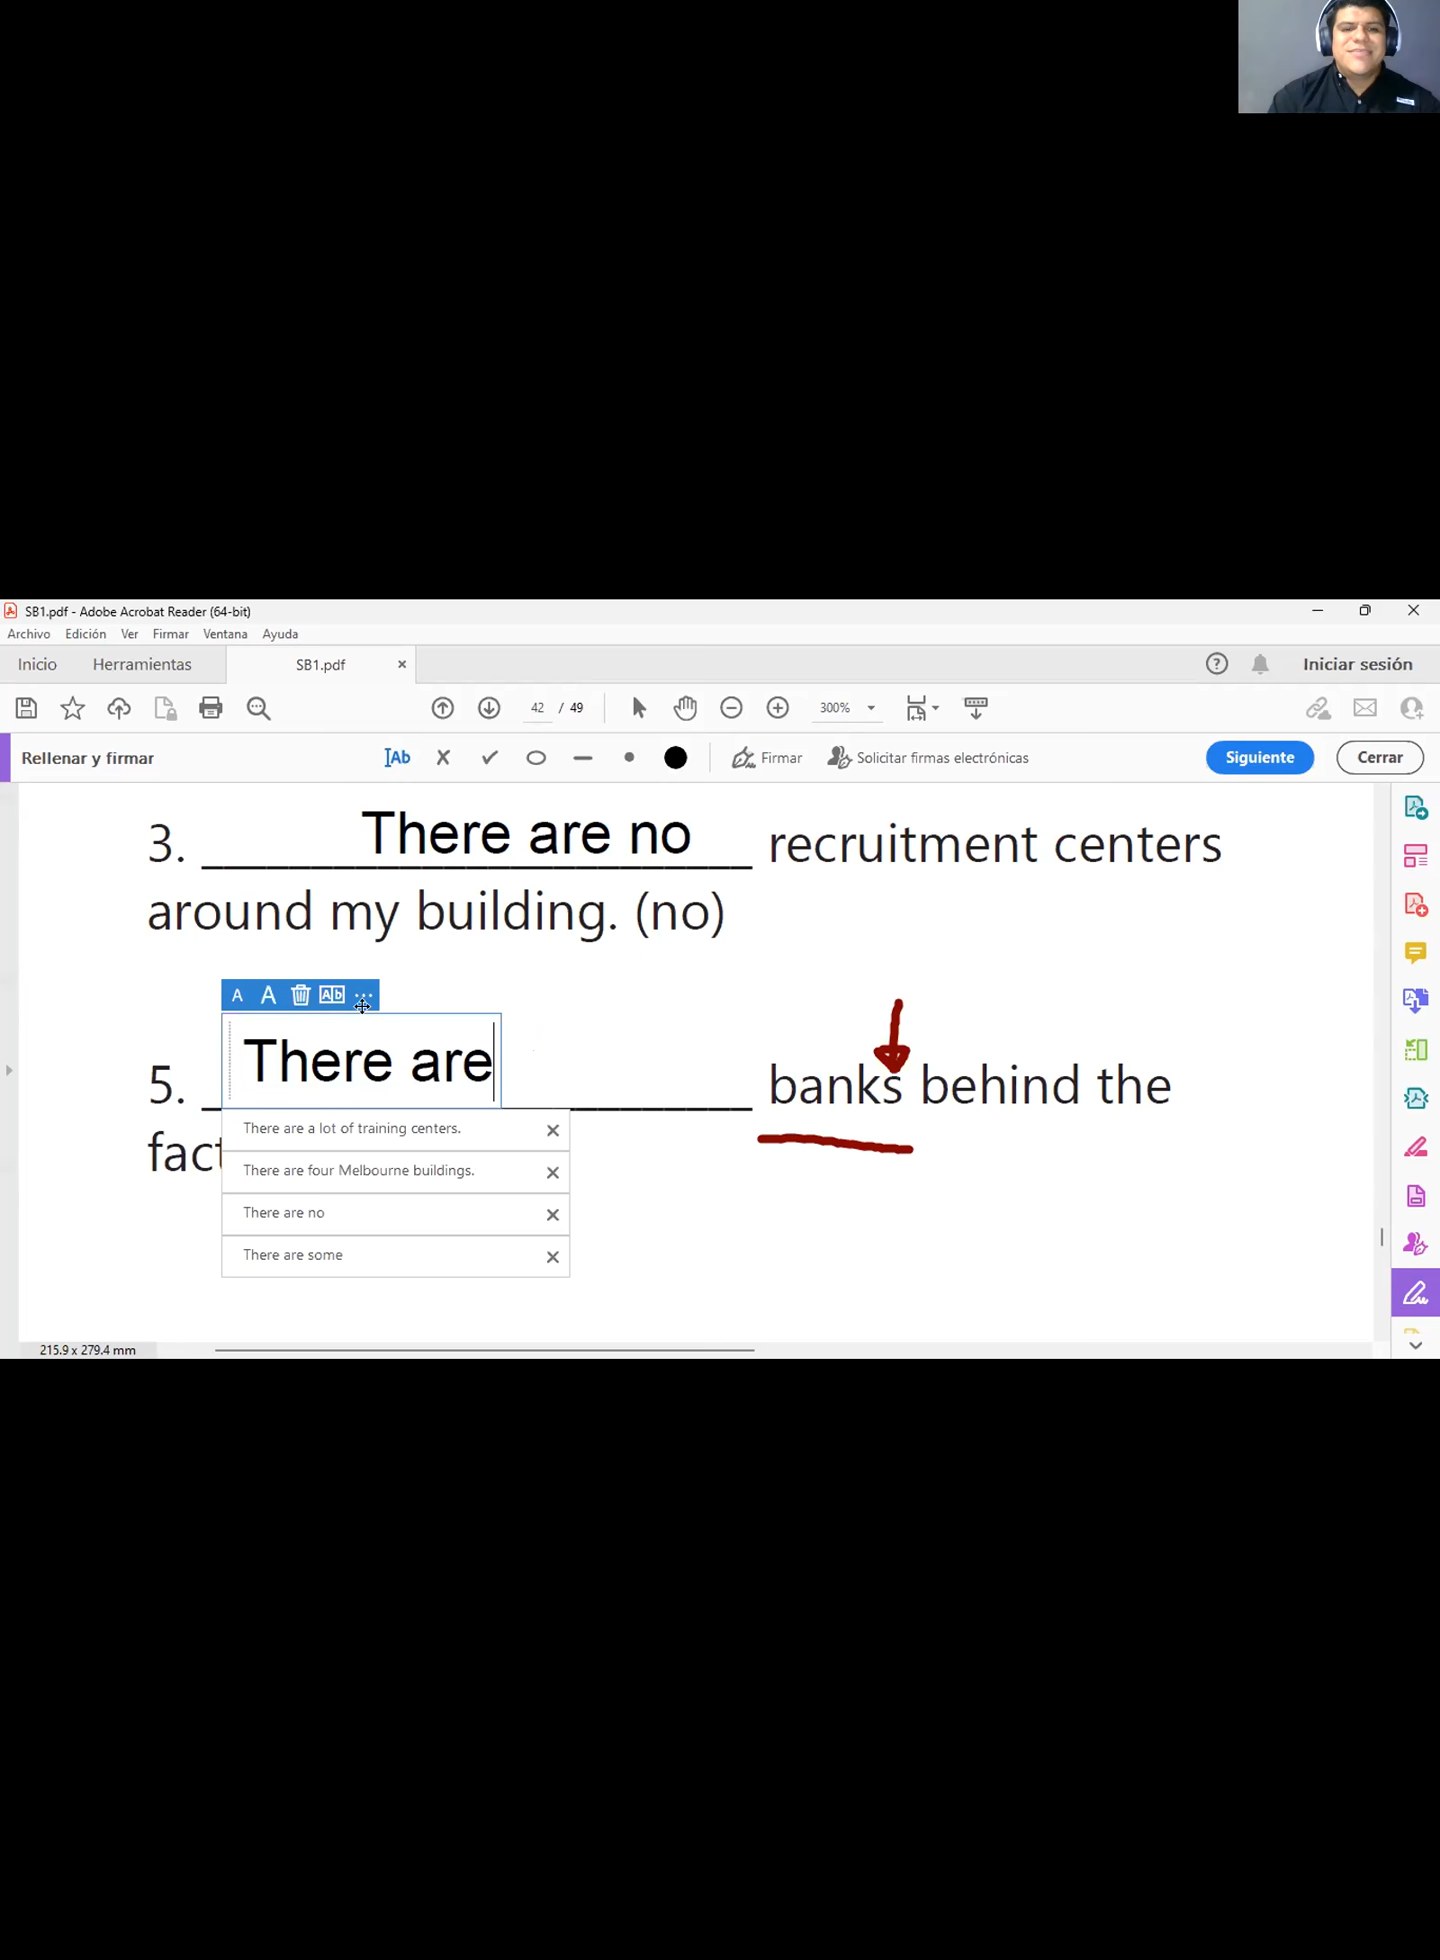 SB1.pdf - Adobe Acrobat Reader (64-bit)
Archivo Edición Ver Firmar Ventana Ayuda
Inicio Herramientas SB1.pdf Iniciar sesión
42 / 49 300%
Rellenar y firmar Ab Firmar Solicitar firmas electrónicas Siguiente Cerrar
3. There are no recruitment centers
around my building. (no)
A A Ab
5. There are banks behind the
fact
There are a lot of training centers.
There are four Melbourne buildings.
There are no
There are some
215.9 x 279.4 mm